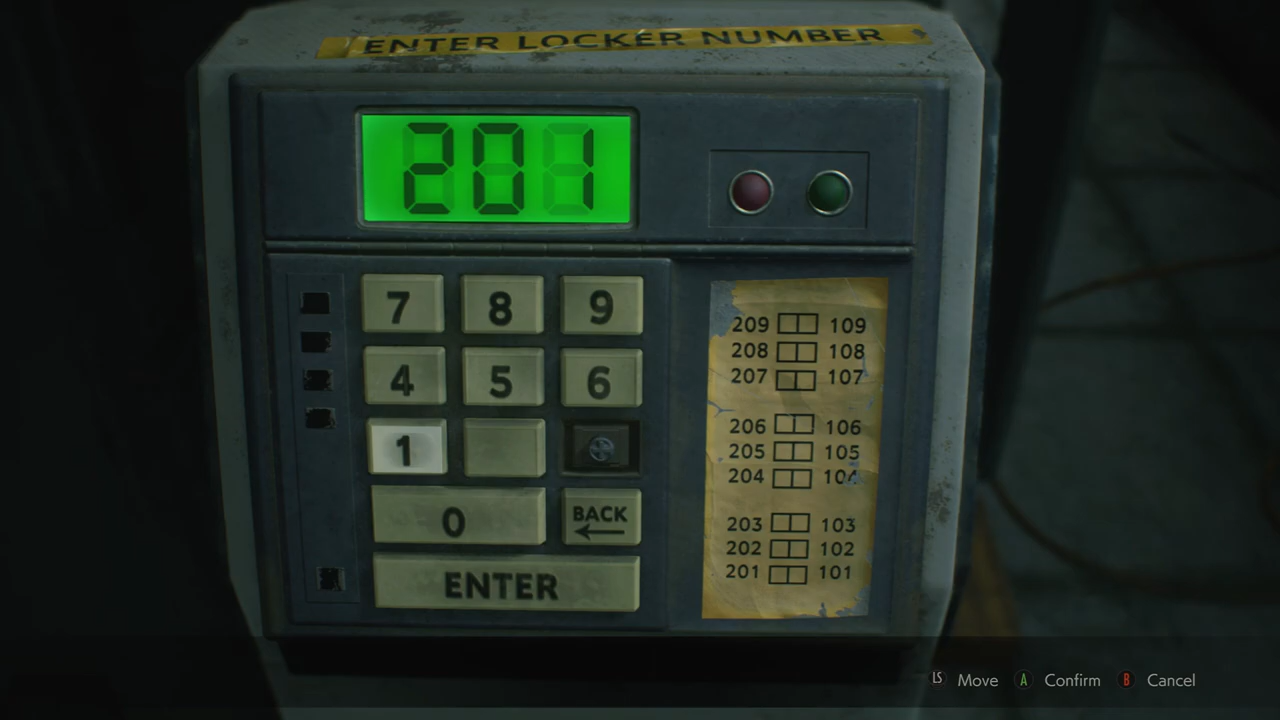 ENTER LOCKER NUMBER
201
7 8 9
4 5 6
1
0 BACK
ENTER
209 109
208 108
207 107
206 106
205 105
204 104
203 103
202 102
201 101
LS Move A Confirm B Cancel